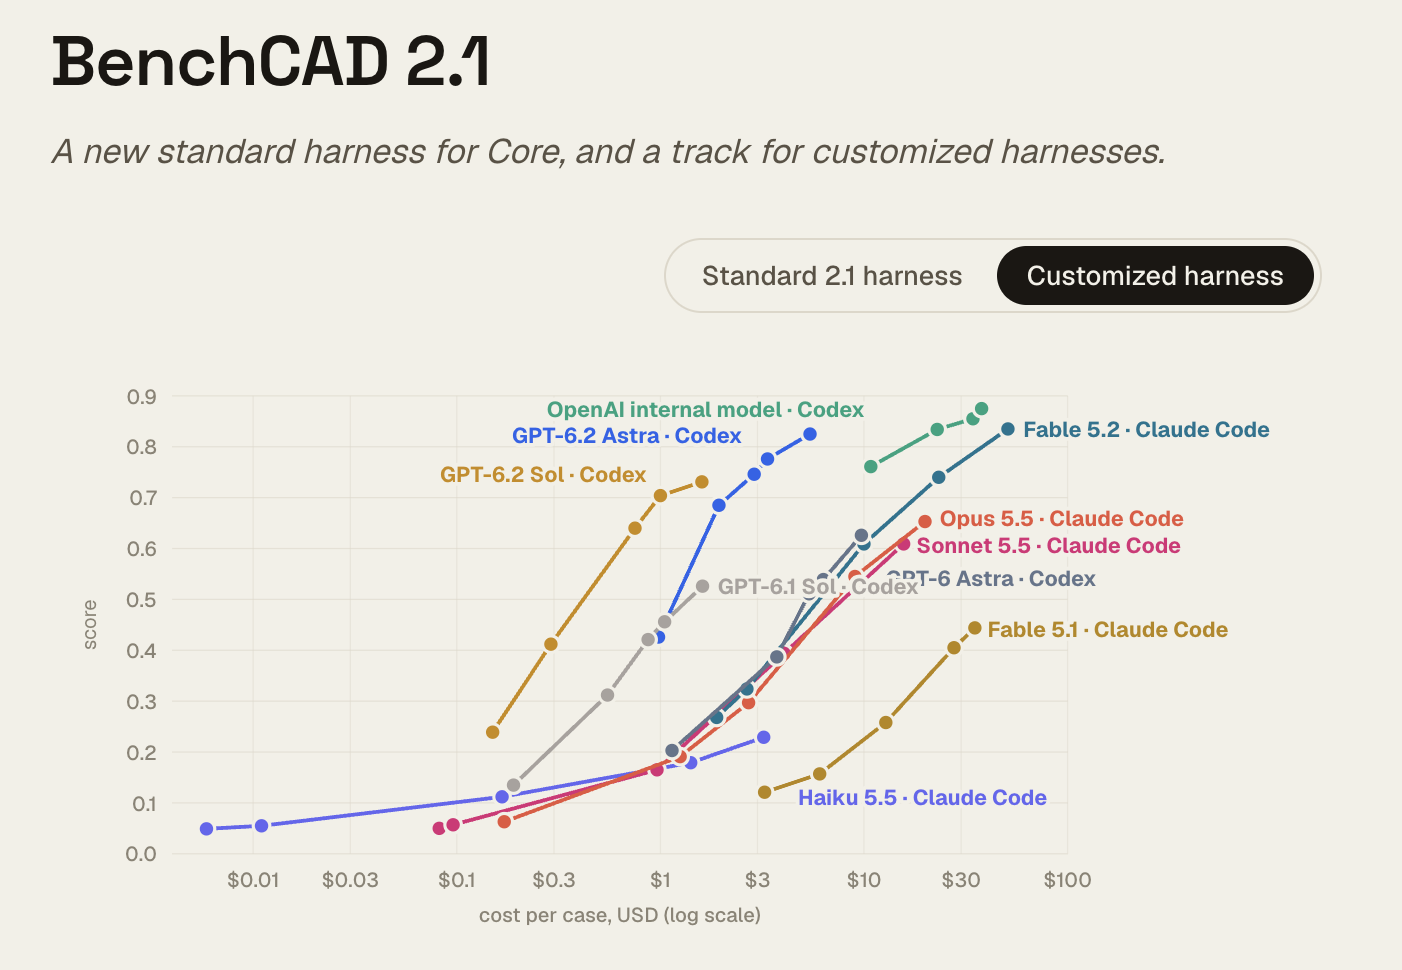 BenchCAD 2.1
A new standard harness for Core, and a track for customized harnesses.
Standard 2.1 harness
Customized harness
0.9
OpenAI internal model · Codex
GPT-6.2 Astra · Codex
Fable 5.2 · Claude Code
0.8
GPT-6.2 Sol · Codex
0.7
Opus 5.5 · Claude Code
Sonnet 5.5 · Claude Code
0.6
GPT-6 Astra · Codex
GPT-6.1 Sol · Codex
0.5
score
Fable 5.1 · Claude Code
0.4
0.3
0.2
Haiku 5.5 · Claude Code
0.1
0.0
$0.01 $0.03 $0.1 $0.3 $1 $3 $10 $30 $100
cost per case, USD (log scale)